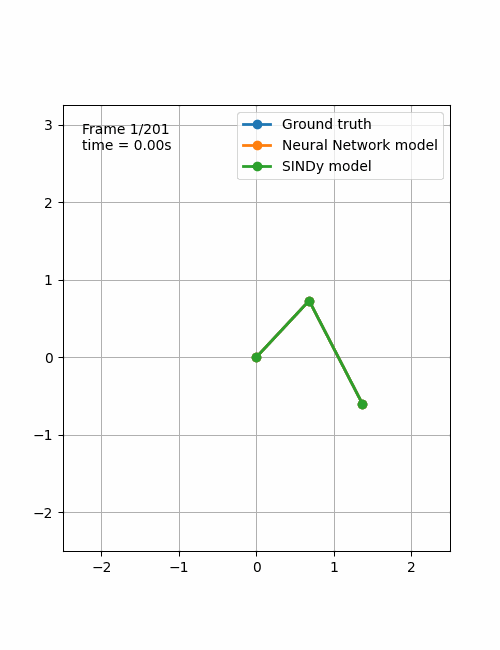 Frame 1/201
time = 0.00s
Ground truth
Neural Network model
SINDy model
3
2
1
0
−1
−2
−2
−1
0
1
2